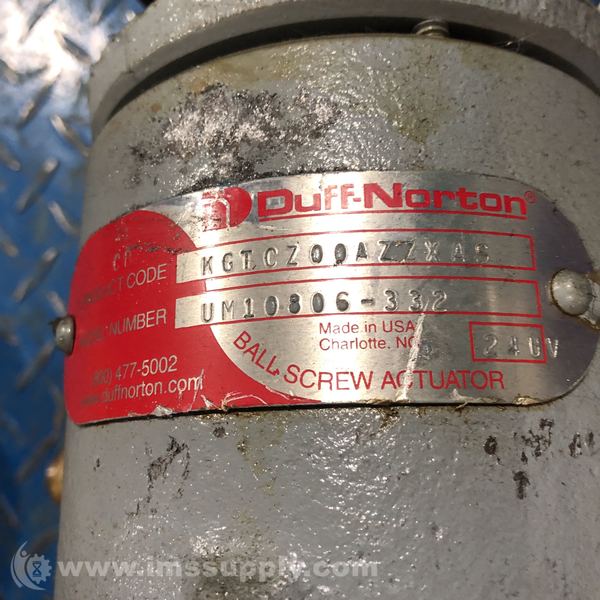 Duff-Norton®
CODE KGTCZ00AZZXAS
NUMBER UM10806-332
Made in USA
Charlotte, NC
240V
477-5002
BALL SCREW ACTUATOR
www.duffnorton.com
www.imssupply.com